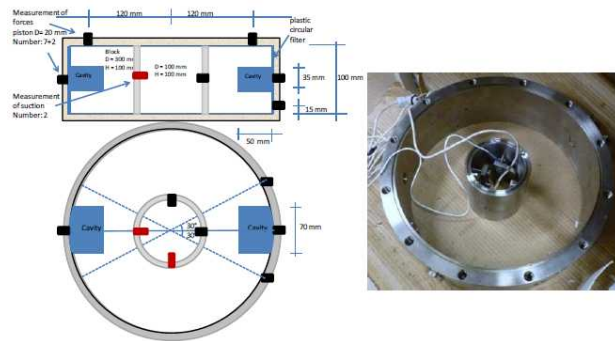 120 mm
120 mm
Measurement of
forces
piston D= 20 mm
Number: 7+2
plastic
circular
filter
Block
D = 300 mm
H = 100 mm
D = 100 mm
H = 100 mm
Cavity
Cavity
35 mm
100 mm
Measurement
of suction
Number: 2
15 mm
50 mm
Cavity
30°
30°
Cavity
70 mm